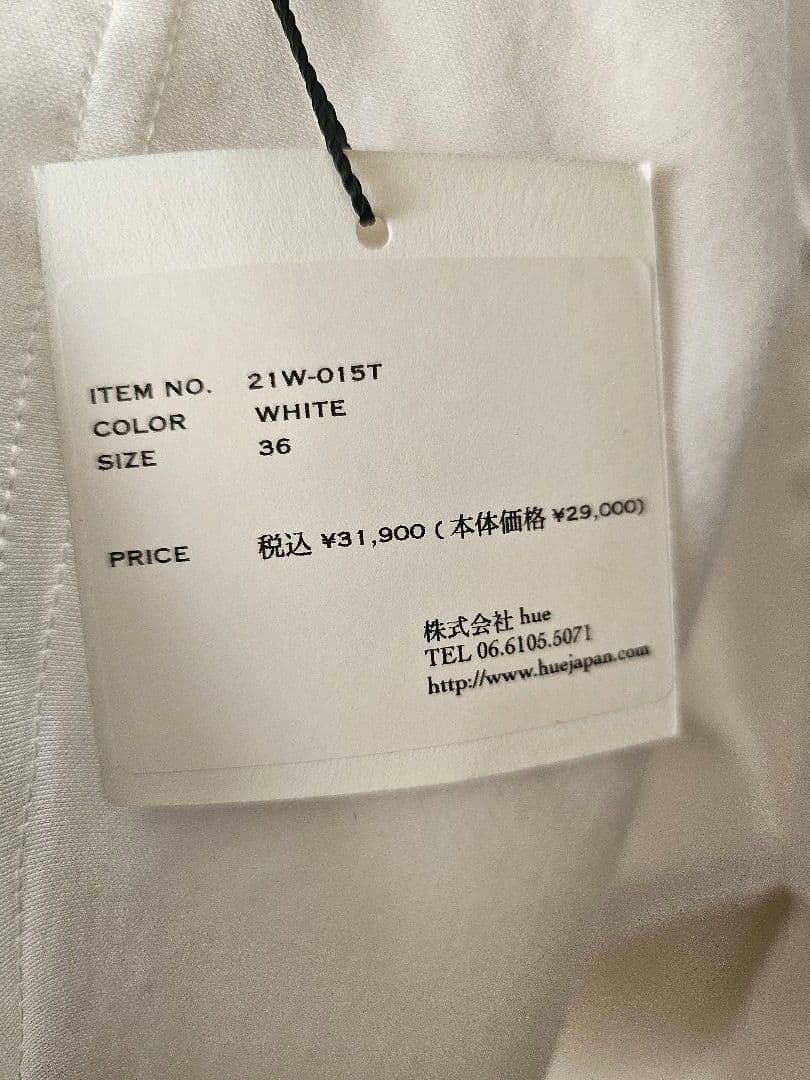 ITEM NO. 21W-015T
COLOR WHITE
SIZE 36
PRICE 税込 ¥31,900 (本体価格 ¥29,000)
株式会社 hue
TEL 06.6105.5071
http://www.huejapan.com